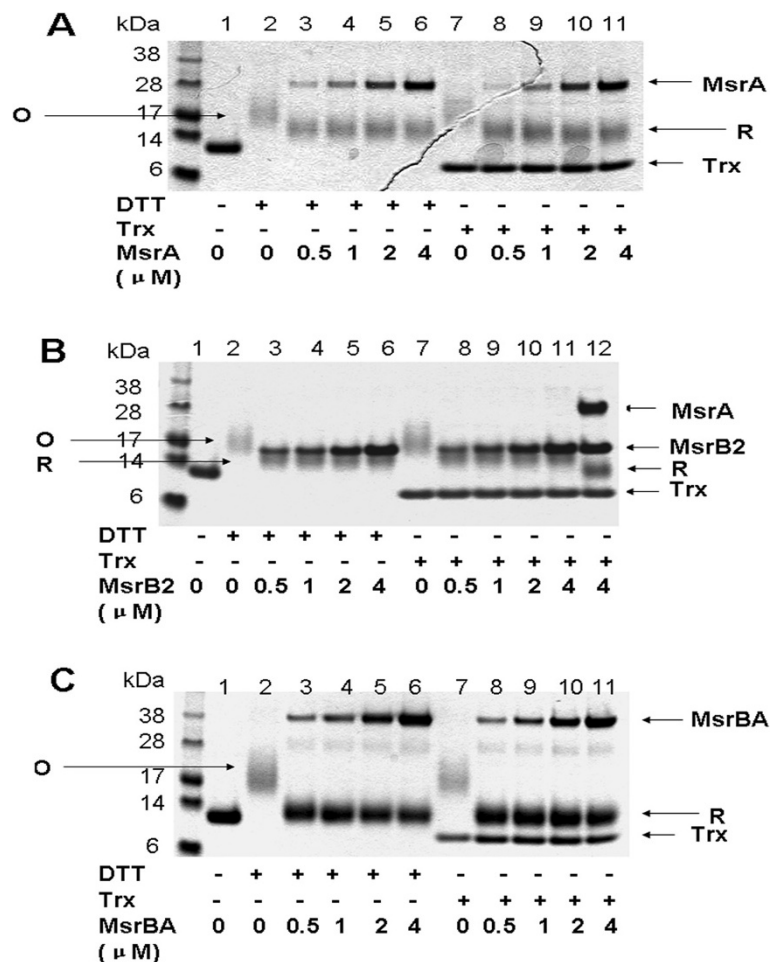 A
kDa 1 2 3 4 5 6 7 8 9 10 11
38
28 MsrA
O 17
14 R
6 Trx
DTT - + + + + + - - - - -
Trx - - - - - - + + + + +
MsrA 0 0 0.5 1 2 4 0 0.5 1 2 4
( μ M)
B
kDa 1 2 3 4 5 6 7 8 9 10 11 12
38
28 MsrA
O 17 MsrB2
R 14 R
6 Trx
DTT - + + + + + - - - - - -
Trx - - - - - - + + + + + +
MsrB2 0 0 0.5 1 2 4 0 0.5 1 2 4 4
( μ M)
C
kDa 1 2 3 4 5 6 7 8 9 10 11
38 MsrBA
28
O 17
14 R
6 Trx
DTT - + + + + + - - - - -
Trx - - - - - - + + + + +
MsrBA 0 0 0.5 1 2 4 0 0.5 1 2 4
(μ M)